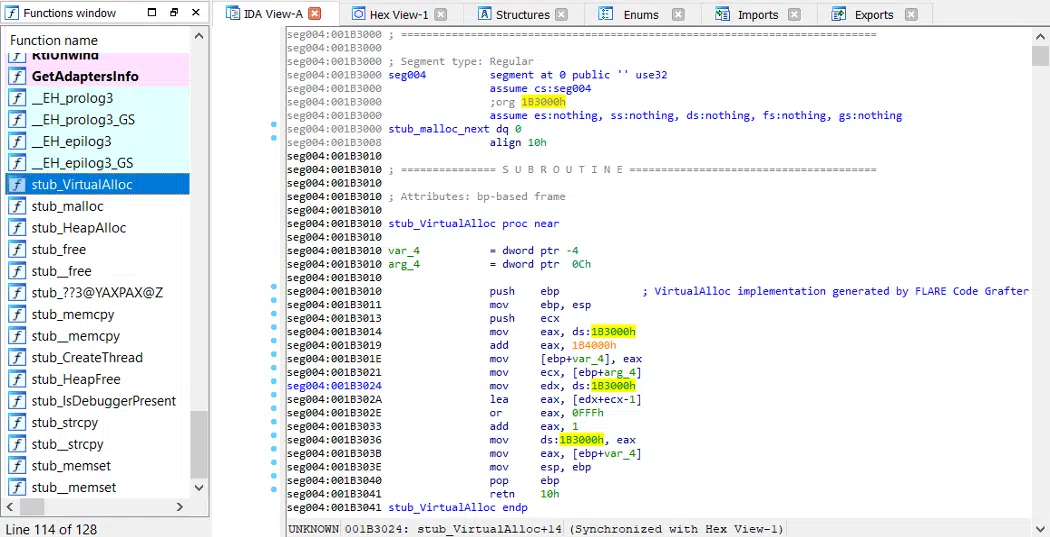 Functions window
IDA View-A
Hex View-1
Structures
Enums
Imports
Exports
Function name
RtlUnwind
GetAdaptersInfo
__EH_prolog3
__EH_prolog3_GS
__EH_epilog3
__EH_epilog3_GS
stub_VirtualAlloc
stub_malloc
stub_HeapAlloc
stub_free
stub__free
stub_??3@YAXPAX@Z
stub_memcpy
stub__memcpy
stub_CreateThread
stub_HeapFree
stub_IsDebuggerPresent
stub_strcpy
stub__strcpy
stub_memset
stub__memset
Line 114 of 128
seg004:001B3000 ; ===========================================================================
seg004:001B3000
seg004:001B3000 ; Segment type: Regular
seg004:001B3000 seg004 segment at 0 public '' use32
seg004:001B3000 assume cs:seg004
seg004:001B3000 ;org 1B3000h
seg004:001B3000 assume es:nothing, ss:nothing, ds:nothing, fs:nothing, gs:nothing
seg004:001B3000 stub_malloc_next dq 0
seg004:001B3008 align 10h
seg004:001B3010
seg004:001B3010 ; =============== S U B R O U T I N E =======================================
seg004:001B3010
seg004:001B3010 ; Attributes: bp-based frame
seg004:001B3010
seg004:001B3010 stub_VirtualAlloc proc near
seg004:001B3010
seg004:001B3010 var_4 = dword ptr -4
seg004:001B3010 arg_4 = dword ptr 0Ch
seg004:001B3010
seg004:001B3010 push ebp ; VirtualAlloc implementation generated by FLARE Code Grafter
seg004:001B3011 mov ebp, esp
seg004:001B3013 push ecx
seg004:001B3014 mov eax, ds:1B3000h
seg004:001B3019 add eax, 1B4000h
seg004:001B301E mov [ebp+var_4], eax
seg004:001B3021 mov ecx, [ebp+arg_4]
seg004:001B3024 mov edx, ds:1B3000h
seg004:001B302A lea eax, [edx+ecx-1]
seg004:001B302E or eax, 0FFFh
seg004:001B3033 add eax, 1
seg004:001B3036 mov ds:1B3000h, eax
seg004:001B303B mov eax, [ebp+var_4]
seg004:001B303E mov esp, ebp
seg004:001B3040 pop ebp
seg004:001B3041 retn 10h
seg004:001B3041 stub_VirtualAlloc endp
UNKNOWN 001B3024: stub_VirtualAlloc+14 (Synchronized with Hex View-1)